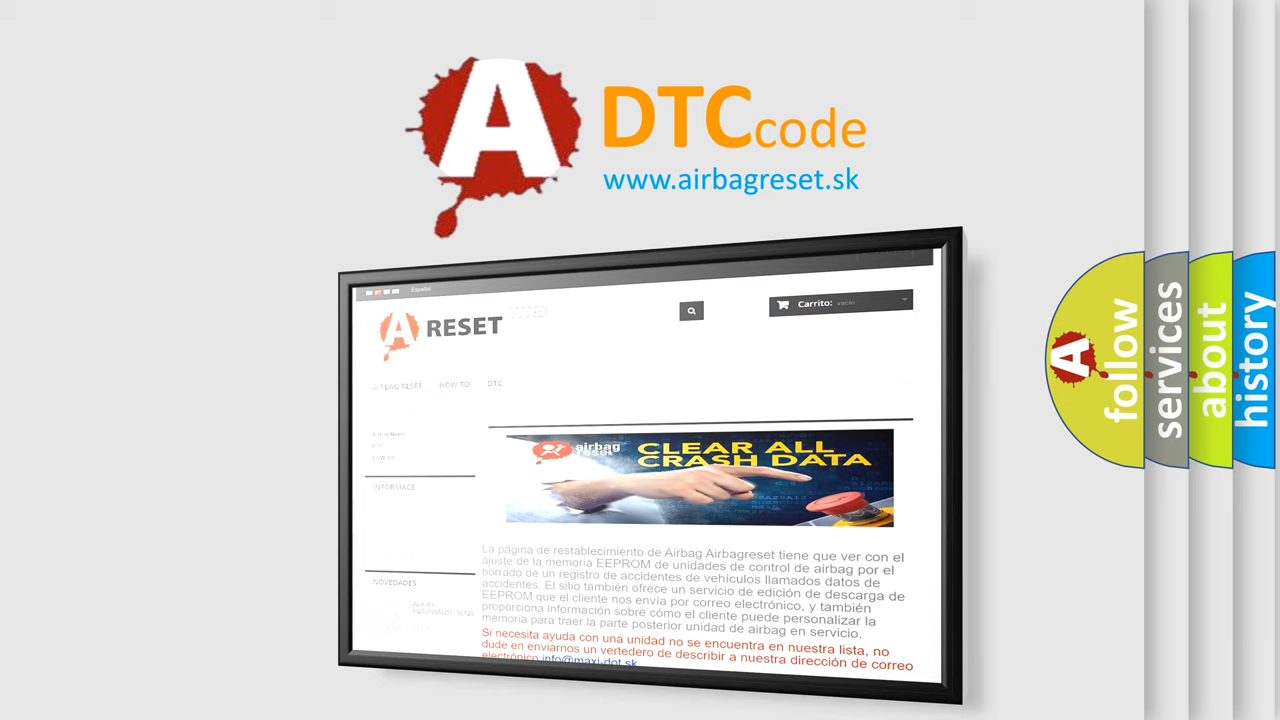 A
DTCcode
www.airbagreset.sk
Español
A RESET
Carrito: vacío
AIRBAG RESET HOW TO DTC
INFORMACE
NOVEDADES
airbag
reset
CLEAR ALL
CRASH DATA
La página de restablecimiento de Airbag Airbagreset tiene que ver con el
ajuste de la memoria EEPROM de unidades de control de airbag por el
borrado de un registro de accidentes de vehículos llamados datos de
accidentes. El sitio también ofrece un servicio de edición de descarga de
EEPROM que el cliente nos envía por correo electrónico, y también
proporciona información sobre cómo el cliente puede personalizar la
memoria para traer la parte posterior unidad de airbag en servicio.
Si necesita ayuda con una unidad no se encuentra en nuestra lista, no
dude en enviarnos un vertedero de describir a nuestra dirección de correo
electrónico info@maxi-dot.sk
A
follow
services
about
history